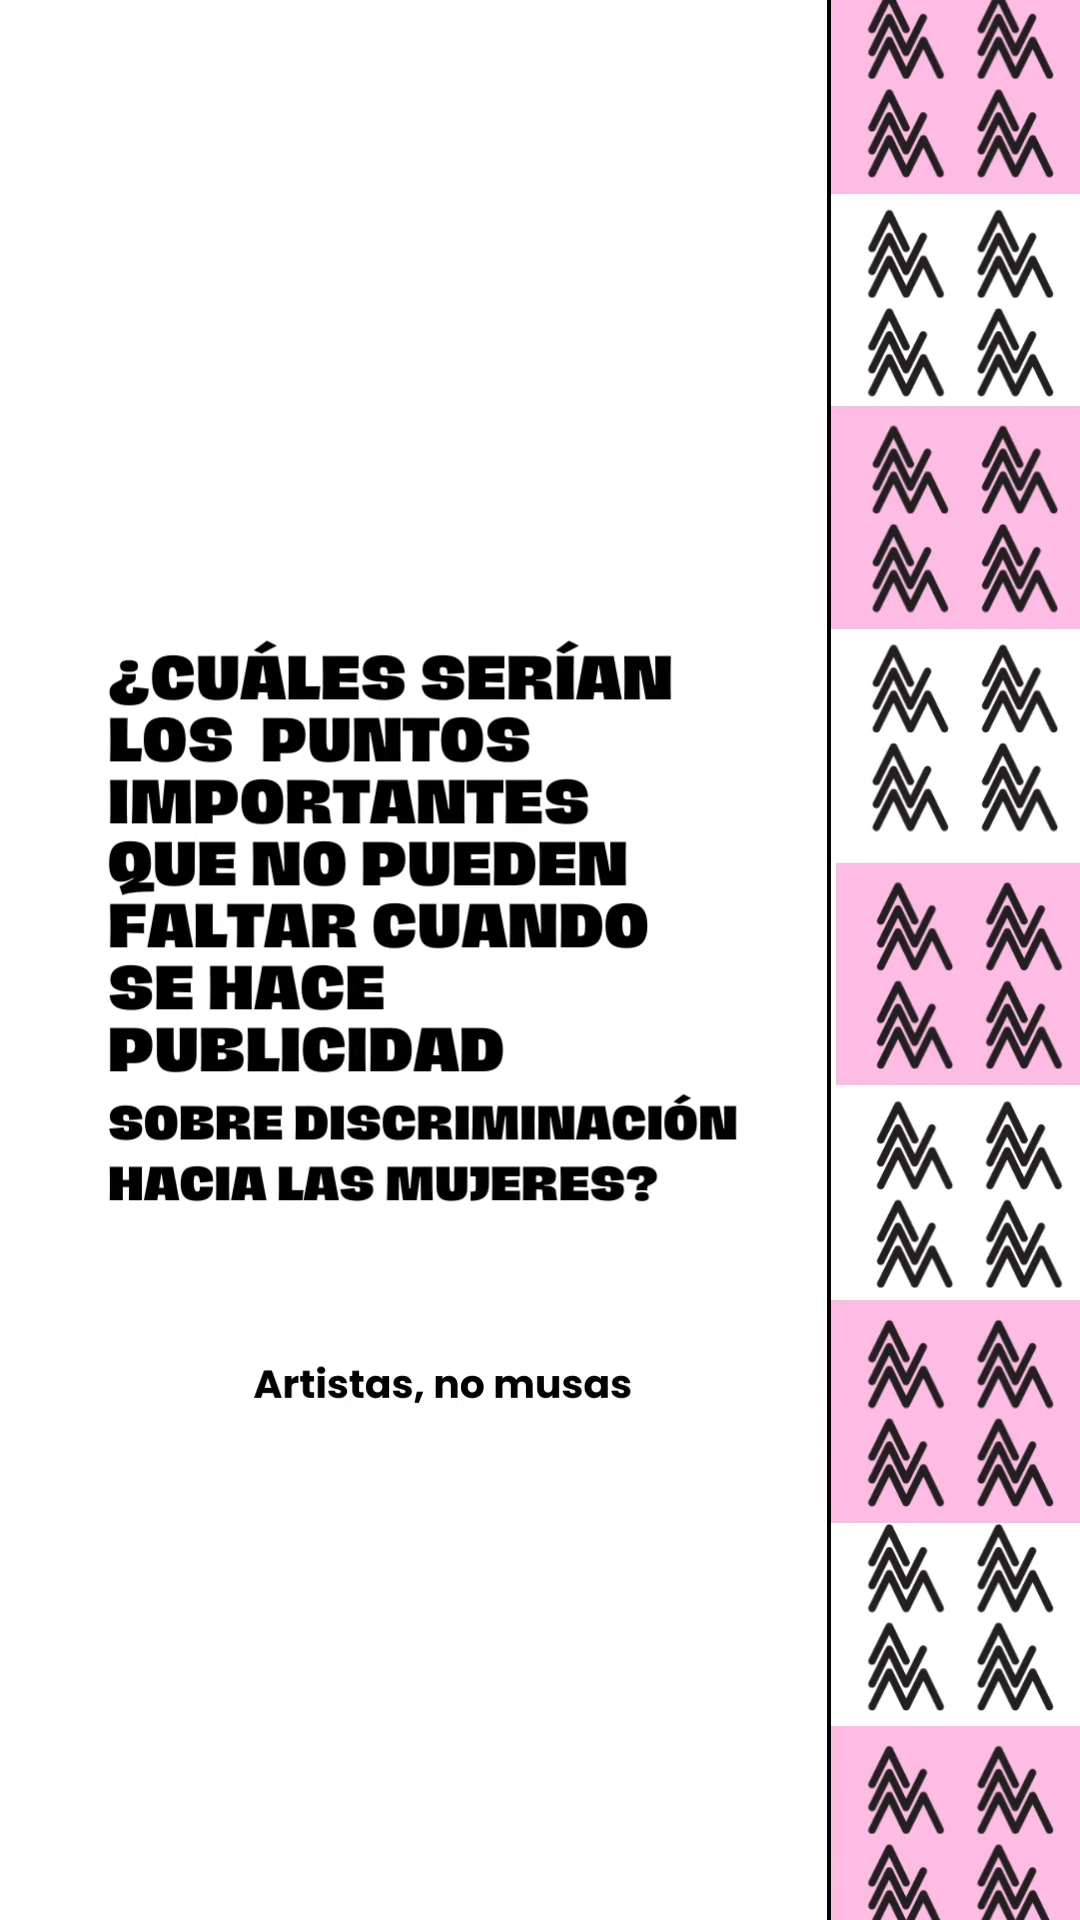 ¿CUÁLES SERÍAN
LOS PUNTOS
IMPORTANTES
QUE NO PUEDEN
FALTAR CUANDO
SE HACE
PUBLICIDAD
SOBRE DISCRIMINACIÓN
HACIA LAS MUJERES?
Artistas, no musas